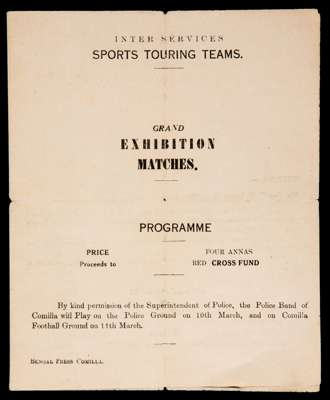 INTER SERVICES
SPORTS TOURING TEAMS.
GRAND
EXHIBITION
MATCHES.
PROGRAMME
PRICE FOUR ANNAS
Proceeds to RED CROSS FUND
By kind permission of the Superintendent of Police, the Police Band of
Comilla will Play on the Police Ground on 10th March, and on Comilla
Football Ground on 11th March.
BENGAL PRESS COMILLA.